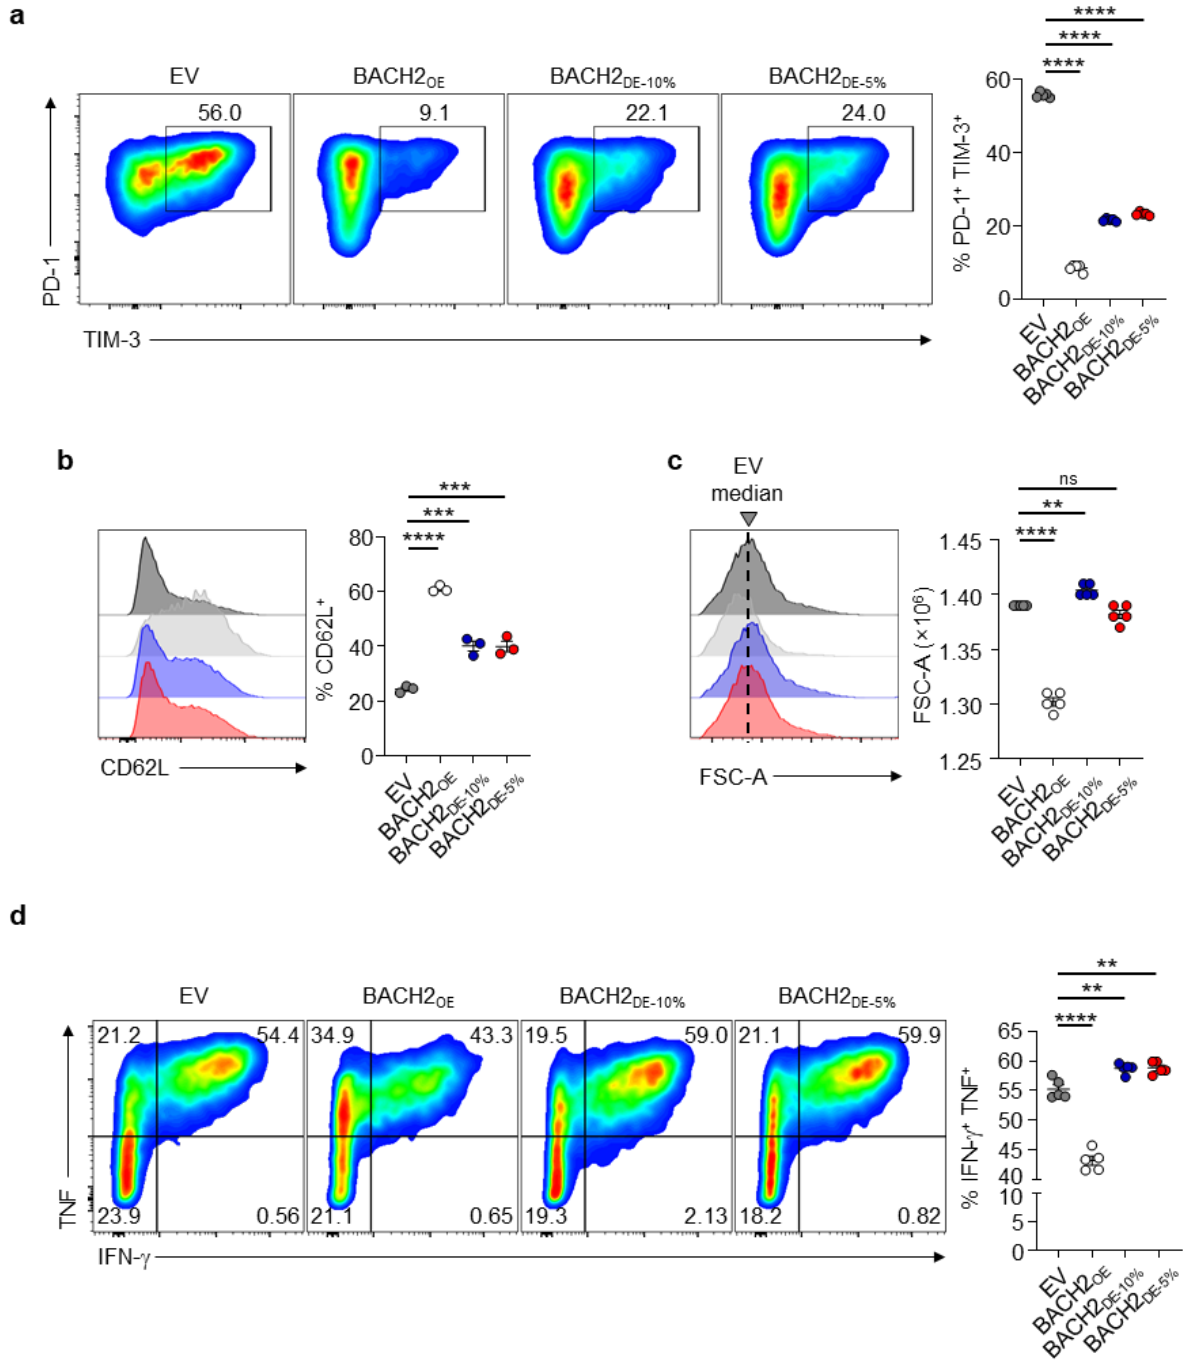 a
EV BACH2OE BACH2DE-10% BACH2DE-5%
56.0 9.1 22.1 24.0
PD-1
TIM-3
****
****
****
% PD-1+ TIM-3+
60
40
20
0
EV
BACH2OE
BACH2DE-10%
BACH2DE-5%
b
CD62L
***
***
****
% CD62L+
80
60
40
20
0
EV
BACH2OE
BACH2DE-10%
BACH2DE-5%
c
EV
median
FSC-A
ns
**
****
FSC-A (×10⁶)
1.45
1.40
1.35
1.30
1.25
EV
BACH2OE
BACH2DE-10%
BACH2DE-5%
d
EV BACH2OE BACH2DE-10% BACH2DE-5%
21.2 54.4 34.9 43.3 19.5 59.0 21.1 59.9
23.9 0.56 21.1 0.65 19.3 2.13 18.2 0.82
TNF
IFN-γ
**
**
****
% IFN-γ+ TNF+
65
60
55
50
45
40
10
5
0
EV
BACH2OE
BACH2DE-10%
BACH2DE-5%